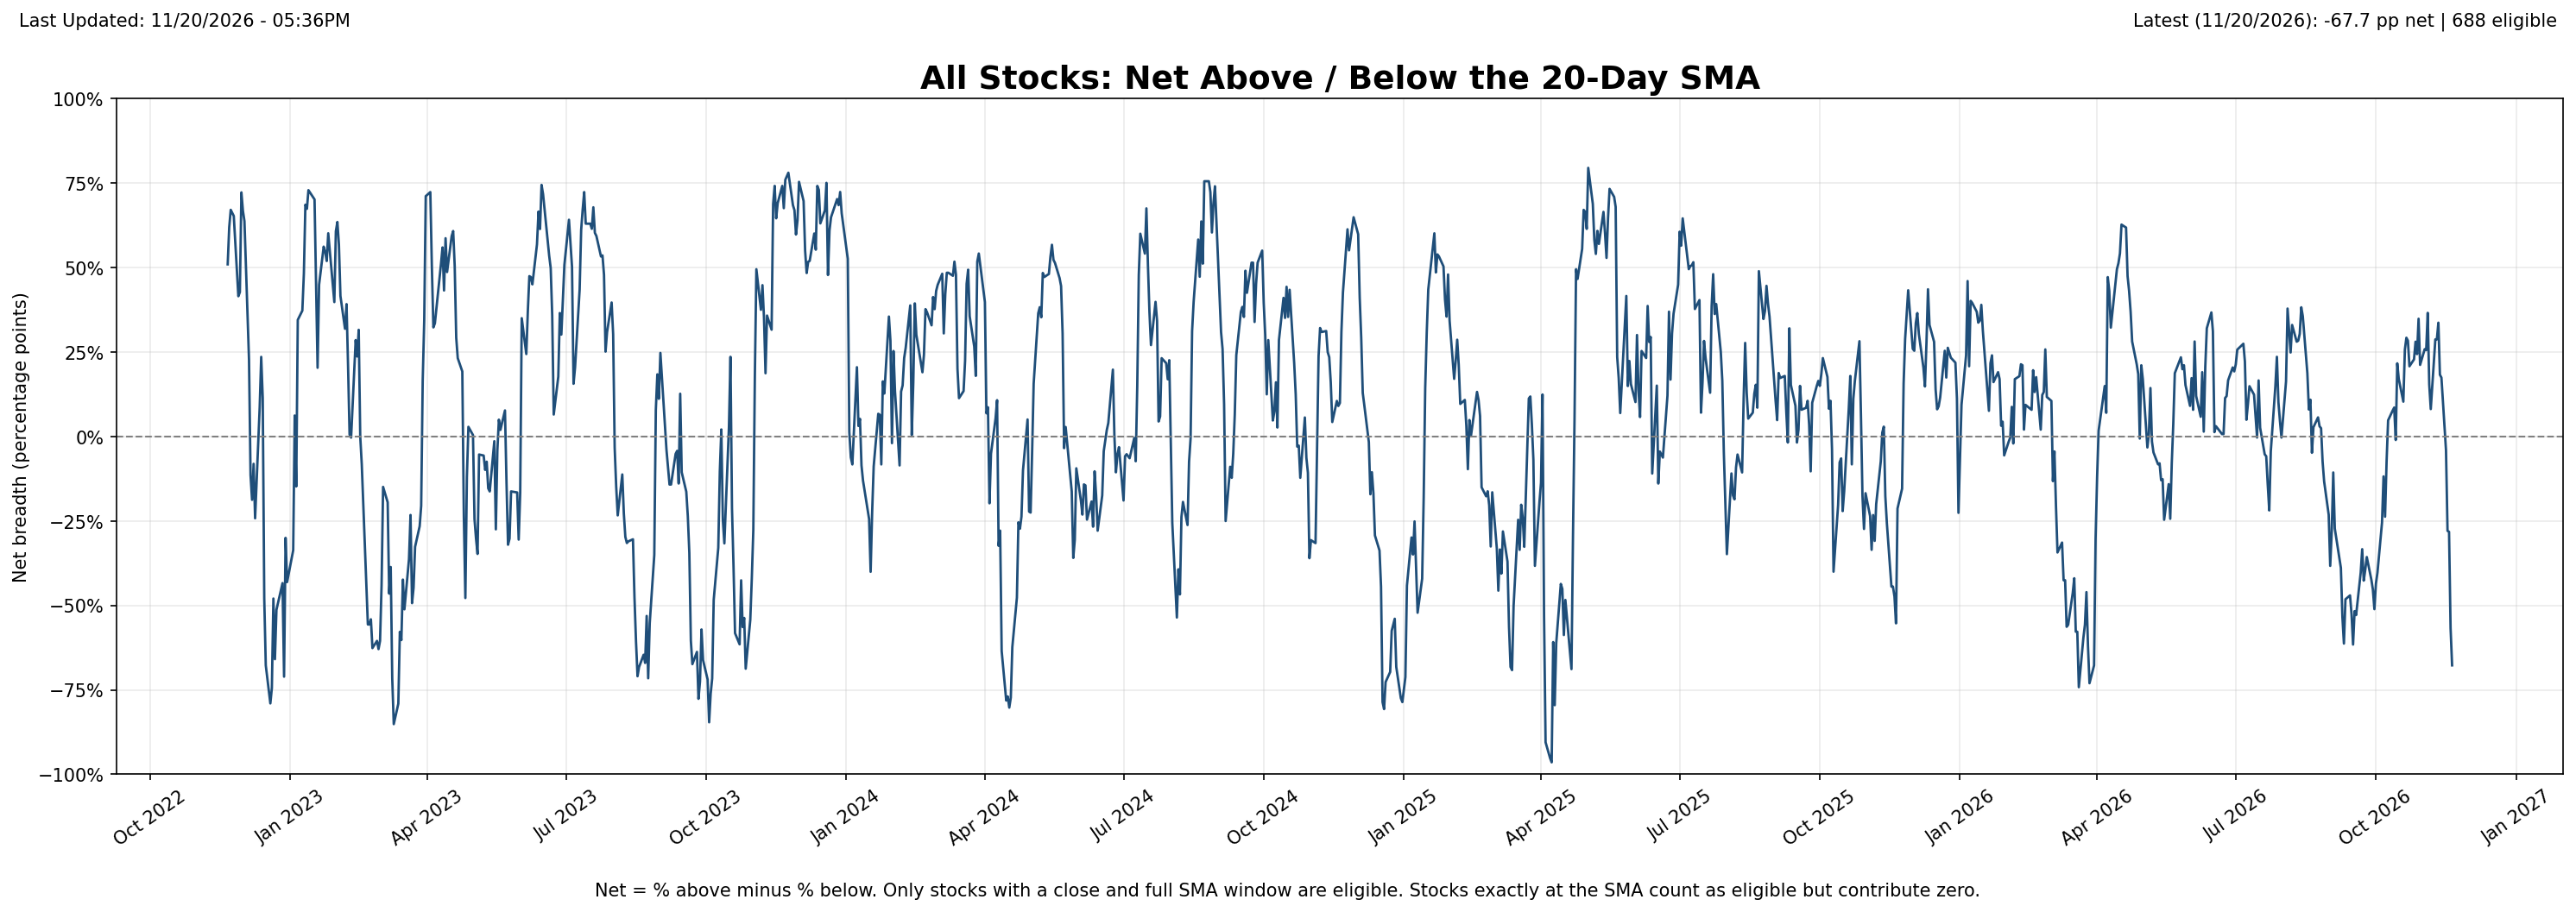 Last Updated: 11/20/2026 - 05:36PM
Latest (11/20/2026): -67.7 pp net | 688 eligible
All Stocks: Net Above / Below the 20-Day SMA
Net breadth (percentage points)
100%
75%
50%
25%
0%
−25%
−50%
−75%
−100%
Oct 2022
Jan 2023
Apr 2023
Jul 2023
Oct 2023
Jan 2024
Apr 2024
Jul 2024
Oct 2024
Jan 2025
Apr 2025
Jul 2025
Oct 2025
Jan 2026
Apr 2026
Jul 2026
Oct 2026
Jan 2027
Net = % above minus % below. Only stocks with a close and full SMA window are eligible. Stocks exactly at the SMA count as eligible but contribute zero.